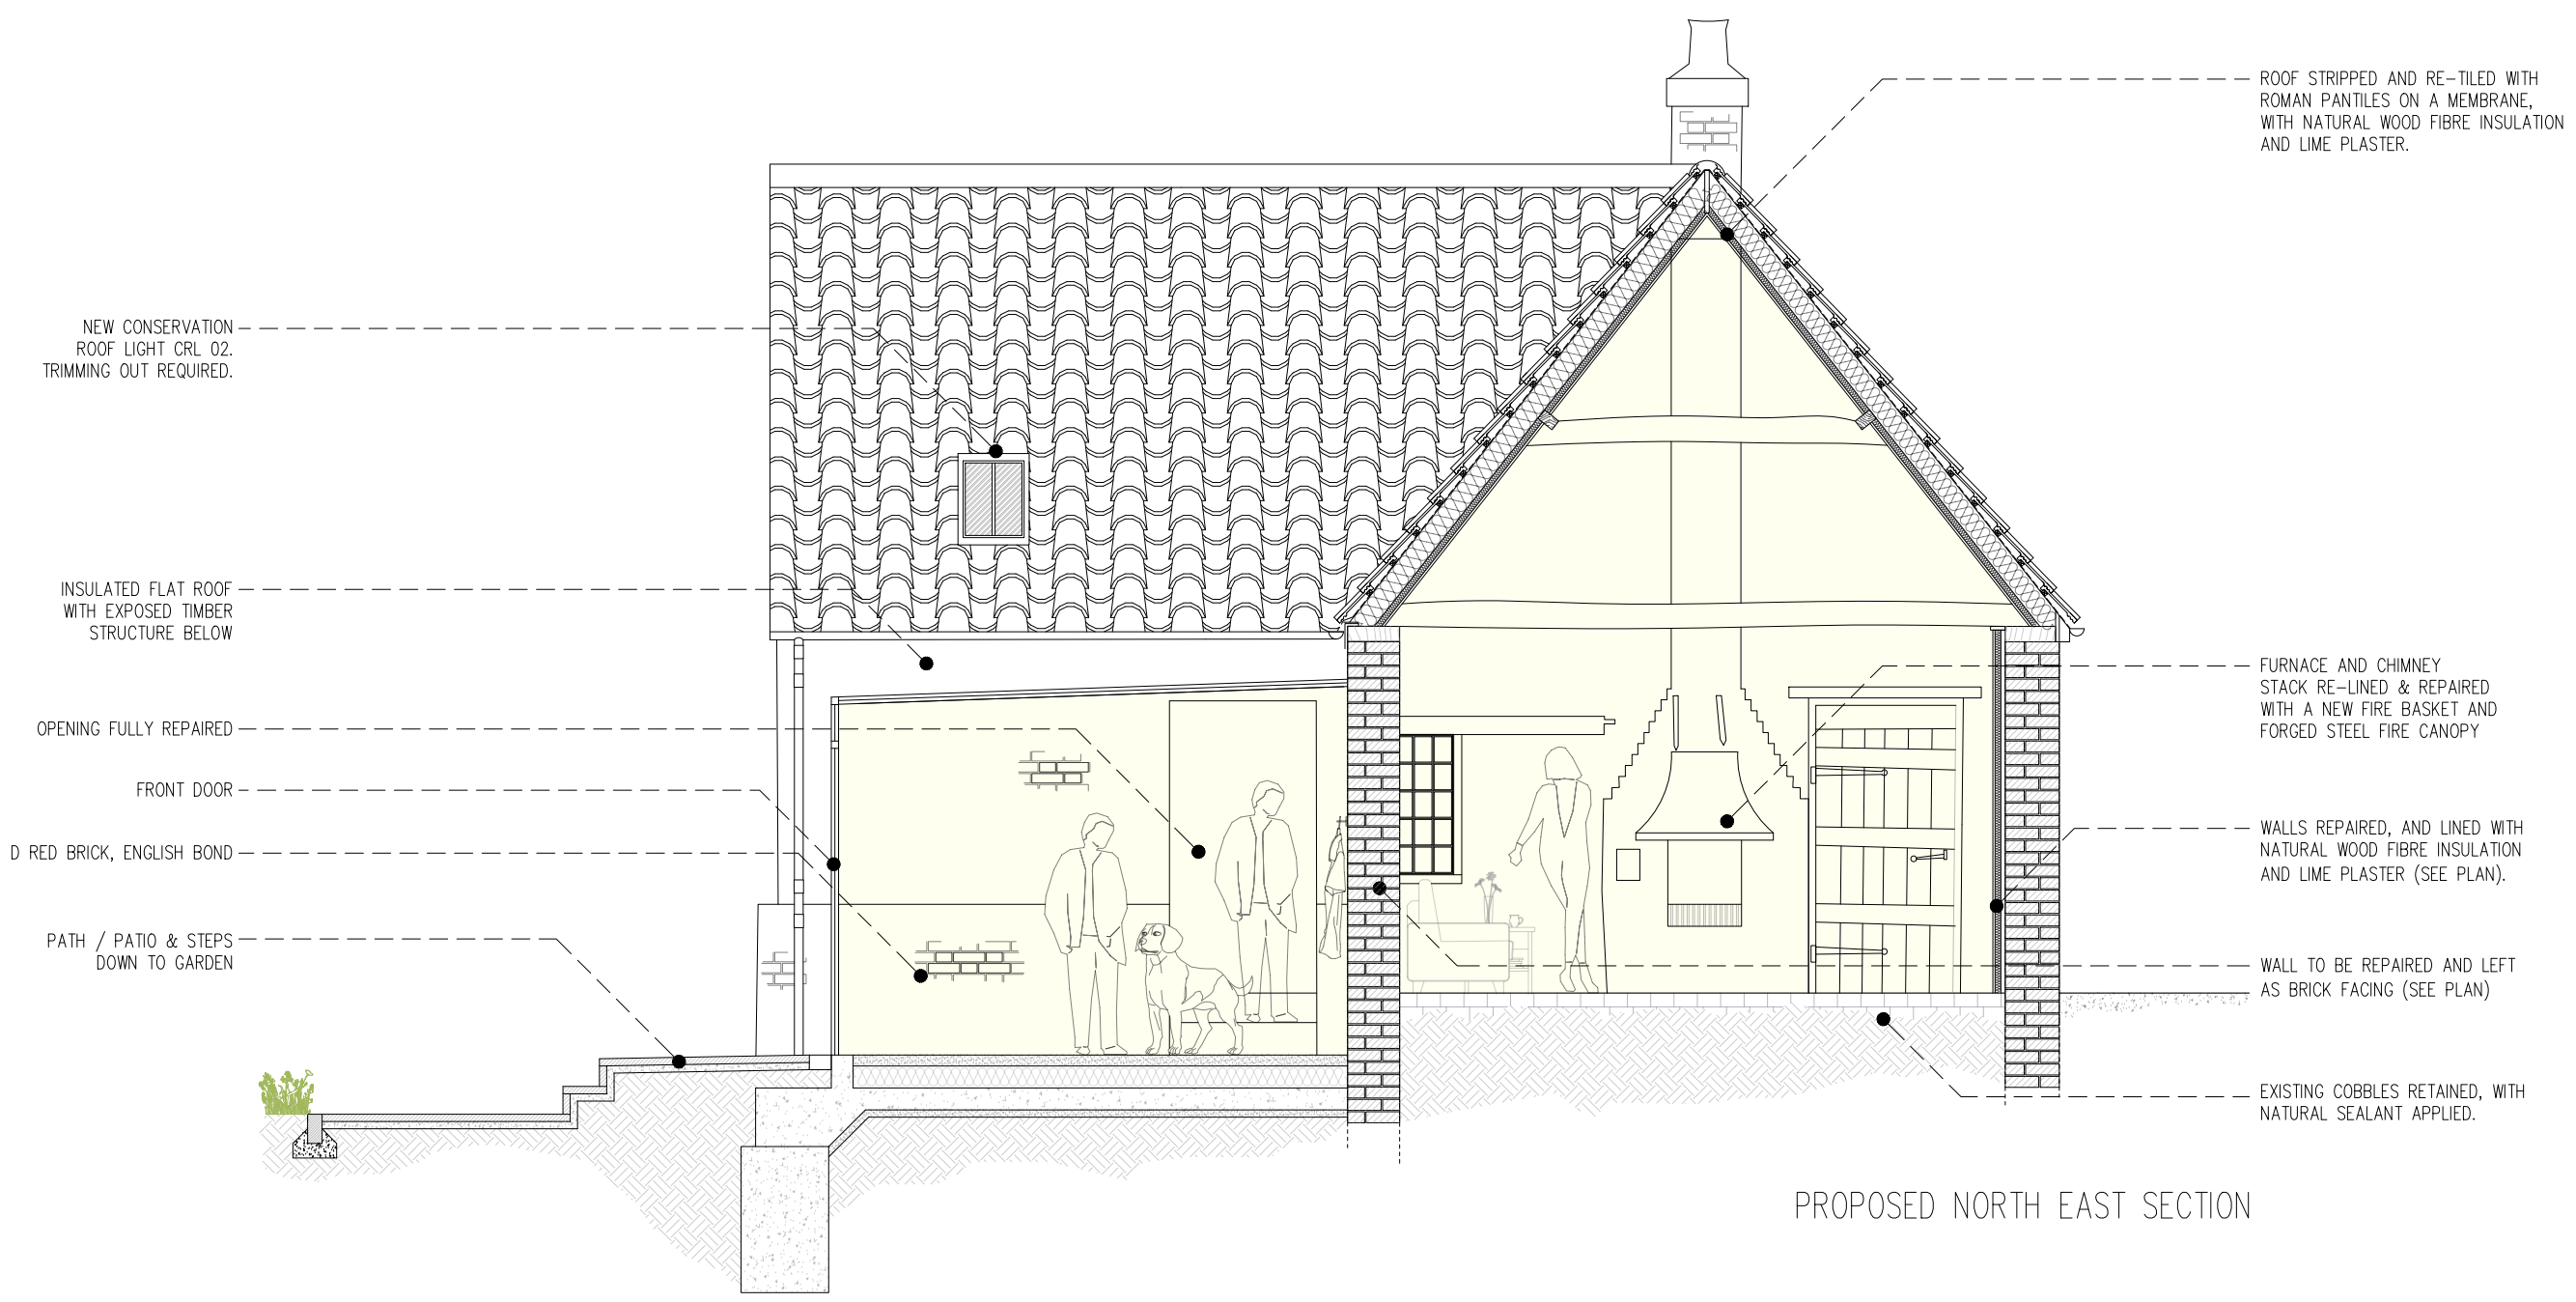 NEW CONSERVATION
ROOF LIGHT CRL 02.
TRIMMING OUT REQUIRED.
INSULATED FLAT ROOF
WITH EXPOSED TIMBER
STRUCTURE BELOW
OPENING FULLY REPAIRED
FRONT DOOR
D RED BRICK, ENGLISH BOND
PATH / PATIO & STEPS
DOWN TO GARDEN
ROOF STRIPPED AND RE-TILED WITH
ROMAN PANTILES ON A MEMBRANE,
WITH NATURAL WOOD FIBRE INSULATION
AND LIME PLASTER.
FURNACE AND CHIMNEY
STACK RE-LINED & REPAIRED
WITH A NEW FIRE BASKET AND
FORGED STEEL FIRE CANOPY
WALLS REPAIRED, AND LINED WITH
NATURAL WOOD FIBRE INSULATION
AND LIME PLASTER (SEE PLAN).
WALL TO BE REPAIRED AND LEFT
AS BRICK FACING (SEE PLAN)
EXISTING COBBLES RETAINED, WITH
NATURAL SEALANT APPLIED.
PROPOSED NORTH EAST SECTION